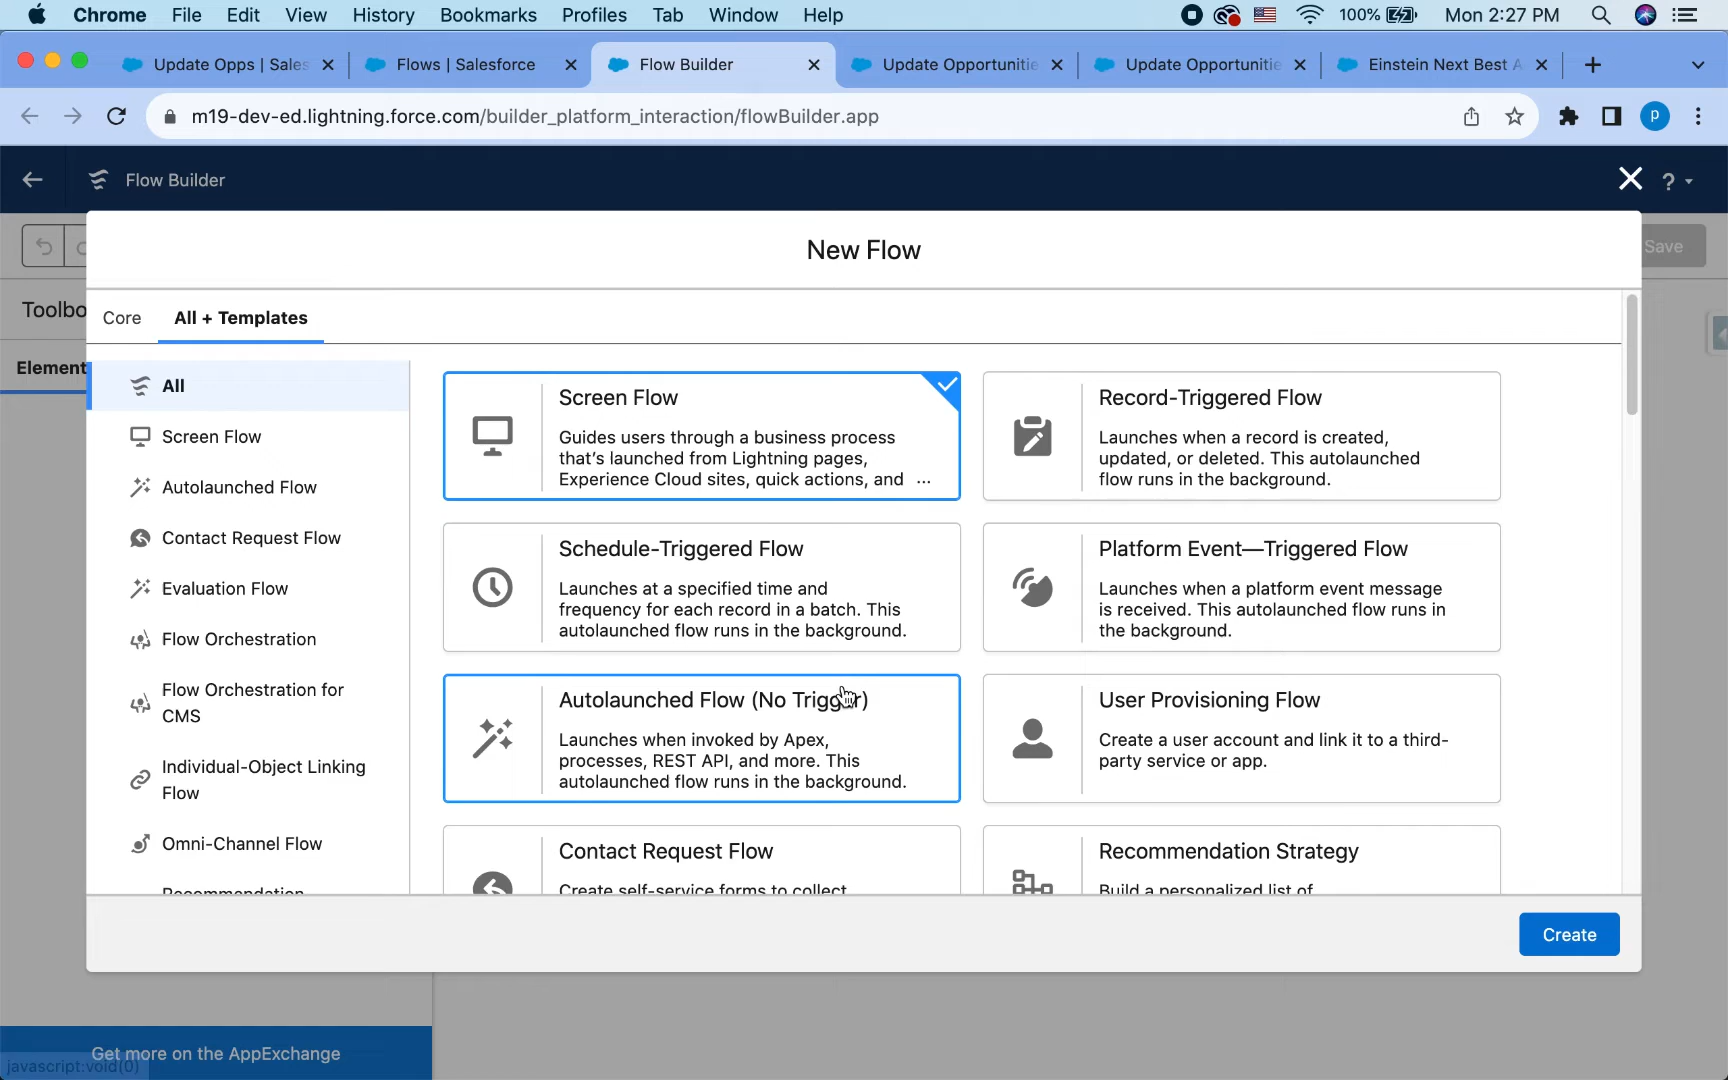 Chrome File Edit View History Bookmarks Profiles Tab Window Help 100% Mon 2:27 PM
Update Opps | Sales Flows | Salesforce Flow Builder Update Opportunitie Update Opportunitie Einstein Next Best A
m19-dev-ed.lightning.force.com/builder_platform_interaction/flowBuilder.app p
Flow Builder ?
New Flow
Save
Toolbo
Core All + Templates
Element
All
Screen Flow
Autolaunched Flow
Contact Request Flow
Evaluation Flow
Flow Orchestration
Flow Orchestration for
CMS
Individual-Object Linking
Flow
Omni-Channel Flow
Recommendation
Screen Flow
Guides users through a business process
that's launched from Lightning pages,
Experience Cloud sites, quick actions, and ...
Record-Triggered Flow
Launches when a record is created,
updated, or deleted. This autolaunched
flow runs in the background.
Schedule-Triggered Flow
Launches at a specified time and
frequency for each record in a batch. This
autolaunched flow runs in the background.
Platform Event—Triggered Flow
Launches when a platform event message
is received. This autolaunched flow runs in
the background.
Autolaunched Flow (No Trigger)
Launches when invoked by Apex,
processes, REST API, and more. This
autolaunched flow runs in the background.
User Provisioning Flow
Create a user account and link it to a third-
party service or app.
Contact Request Flow
Create self-service forms to collect
Recommendation Strategy
Build a personalized list of
Create
Get more on the AppExchange
javascript:void(0)